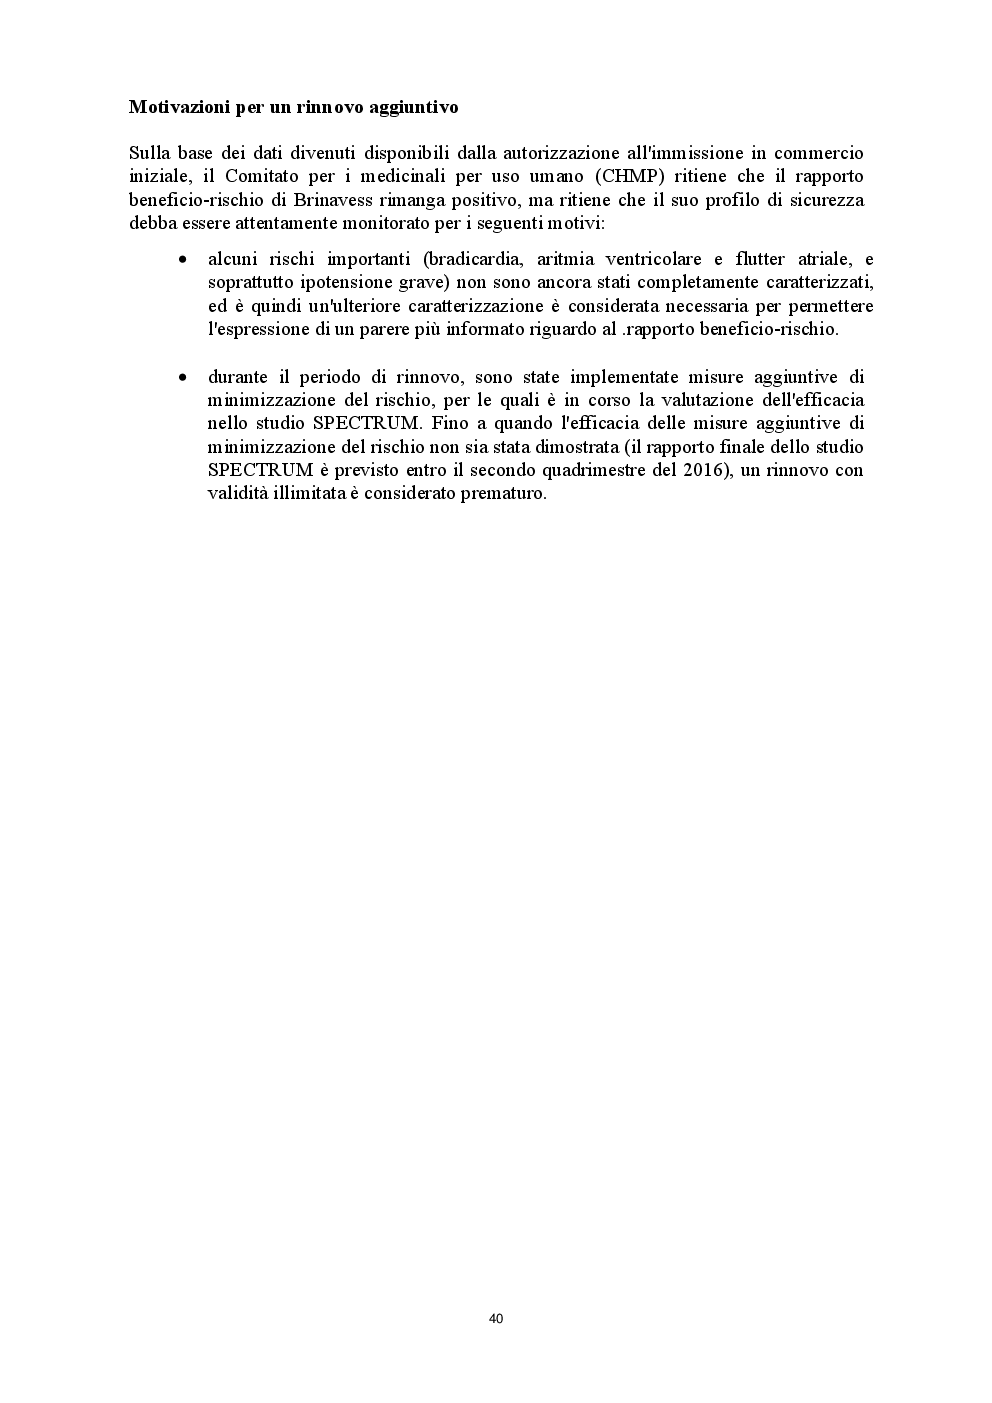 Motivazioni per un rinnovo aggiuntivo
Sulla base dei dati divenuti disponibili dalla autorizzazione all'immissione in commercio
iniziale, il Comitato per i medicinali per uso umano (CHMP) ritiene che il rapporto
beneficio-rischio di Brinavess rimanga positivo, ma ritiene che il suo profilo di sicurezza
debba essere attentamente monitorato per i seguenti motivi:
• alcuni rischi importanti (bradicardia, aritmia ventricolare e flutter atriale, e
soprattutto ipotensione grave) non sono ancora stati completamente caratterizzati,
ed è quindi un'ulteriore caratterizzazione è considerata necessaria per permettere
l'espressione di un parere più informato riguardo al .rapporto beneficio-rischio.
• durante il periodo di rinnovo, sono state implementate misure aggiuntive di
minimizzazione del rischio, per le quali è in corso la valutazione dell'efficacia
nello studio SPECTRUM. Fino a quando l'efficacia delle misure aggiuntive di
minimizzazione del rischio non sia stata dimostrata (il rapporto finale dello studio
SPECTRUM è previsto entro il secondo quadrimestre del 2016), un rinnovo con
validità illimitata è considerato prematuro.
40